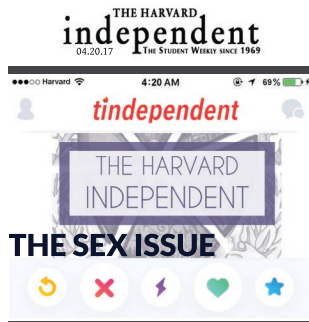 THE HARVARD
independent
04.20.17
THE STUDENT WEEKLY SINCE 1969
Harvard 4:20 AM 69%
tindependent
THE HARVARD
INDEPENDENT
THE SEX ISSUE